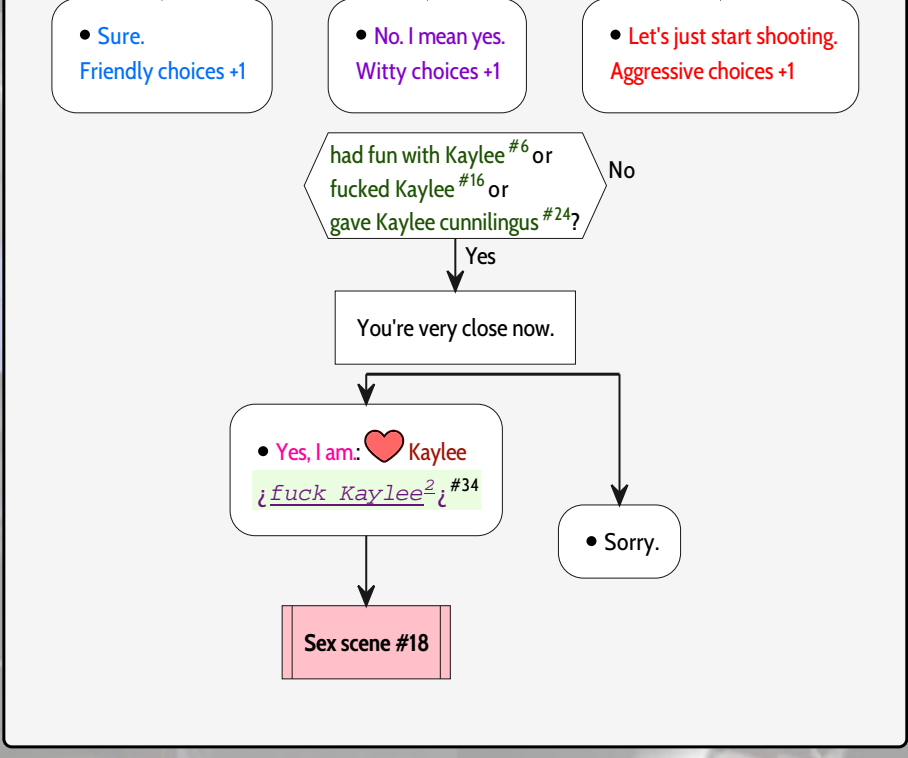 • Sure.
Friendly choices +1
• No. I mean yes.
Witty choices +1
• Let's just start shooting.
Aggressive choices +1
had fun with Kaylee #6 or
fucked Kaylee #16 or
gave Kaylee cunnilingus #24?
No
Yes
You're very close now.
• Yes, I am.: Kaylee
¿fuck Kaylee2¿ #34
• Sorry.
Sex scene #18